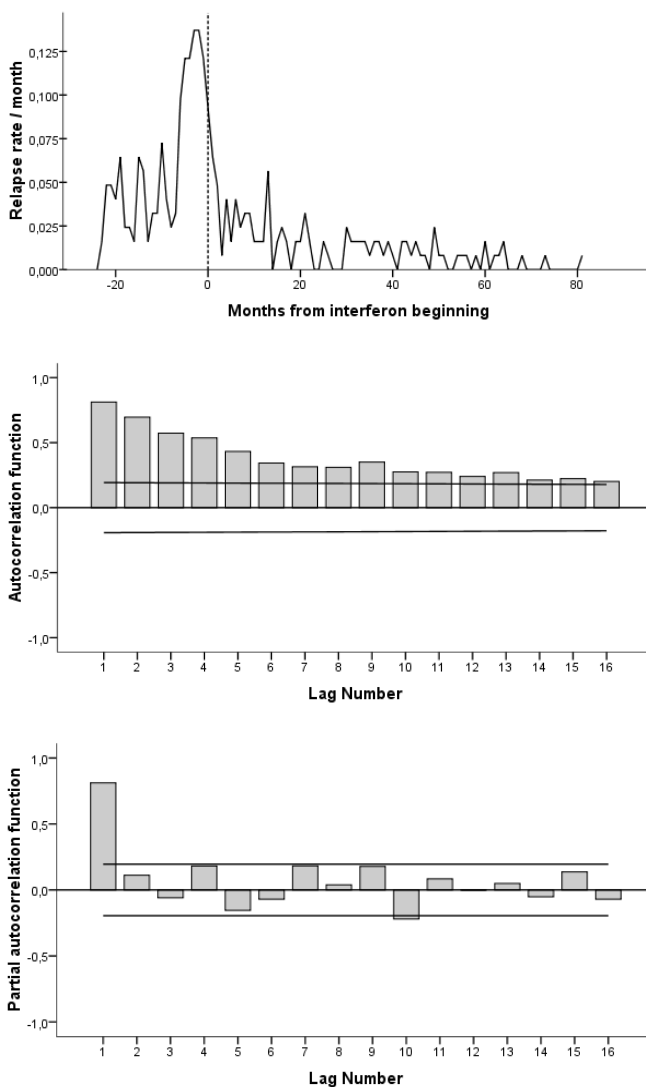 0,125
0,100
0,075
0,050
0,025
0,000
Relapse rate / month
-20 0 20 40 60 80
Months from interferon beginning
1,0
0,5
0,0
-0,5
-1,0
Autocorrelation function
1 2 3 4 5 6 7 8 9 10 11 12 13 14 15 16
Lag Number
1,0
0,5
0,0
-0,5
-1,0
Partial autocorrelation function
1 2 3 4 5 6 7 8 9 10 11 12 13 14 15 16
Lag Number